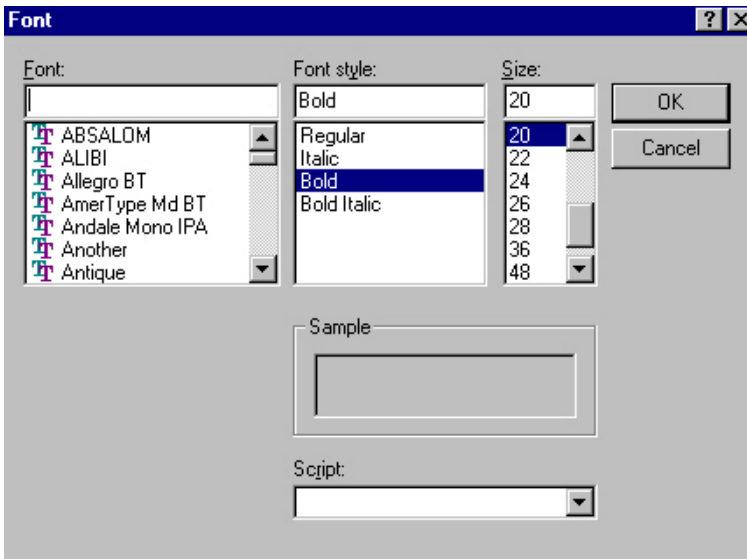 Font
Font:
Font style:
Size:
Bold
20
OK
Cancel
ABSALOM
ALIBI
Allegro BT
AmerType Md BT
Andale Mono IPA
Another
Antique
Regular
Italic
Bold
Bold Italic
20
22
24
26
28
36
48
Sample
Script: